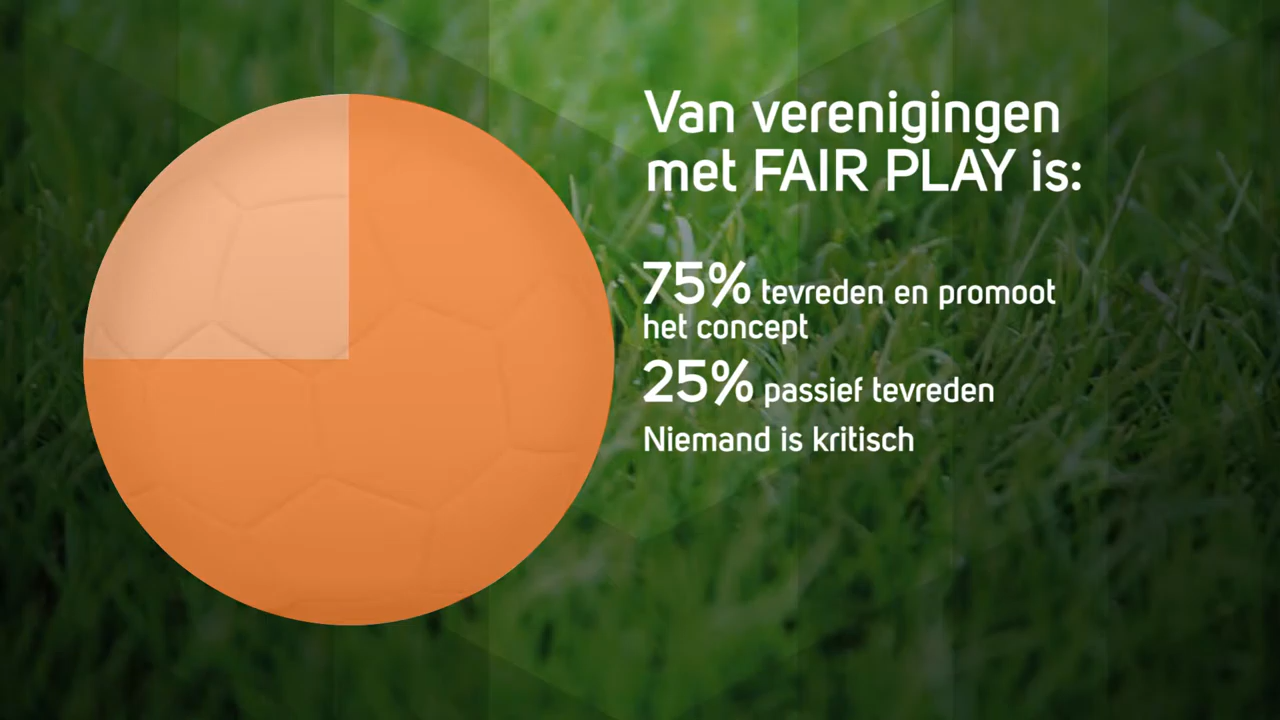 Van verenigingen
met FAIR PLAY is:
75% tevreden en promoot
het concept
25% passief tevreden
Niemand is kritisch